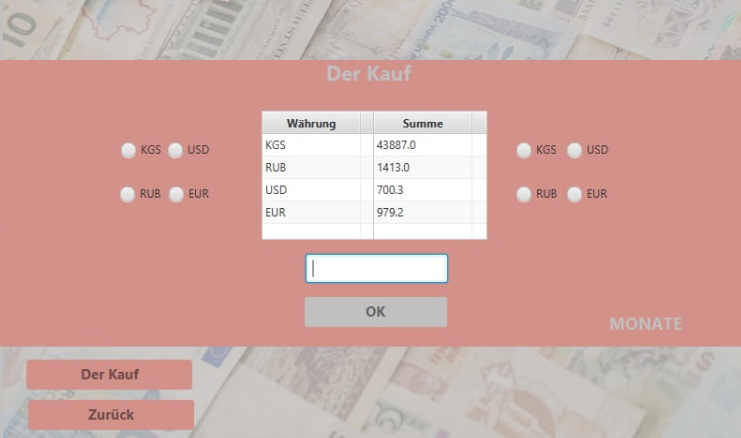 Der Kauf
Währung Summe
KGS 43887.0
RUB 1413.0
USD 700.3
EUR 979.2
KGS USD
RUB EUR
KGS USD
RUB EUR
OK
MONATE
Der Kauf
Zurück
10